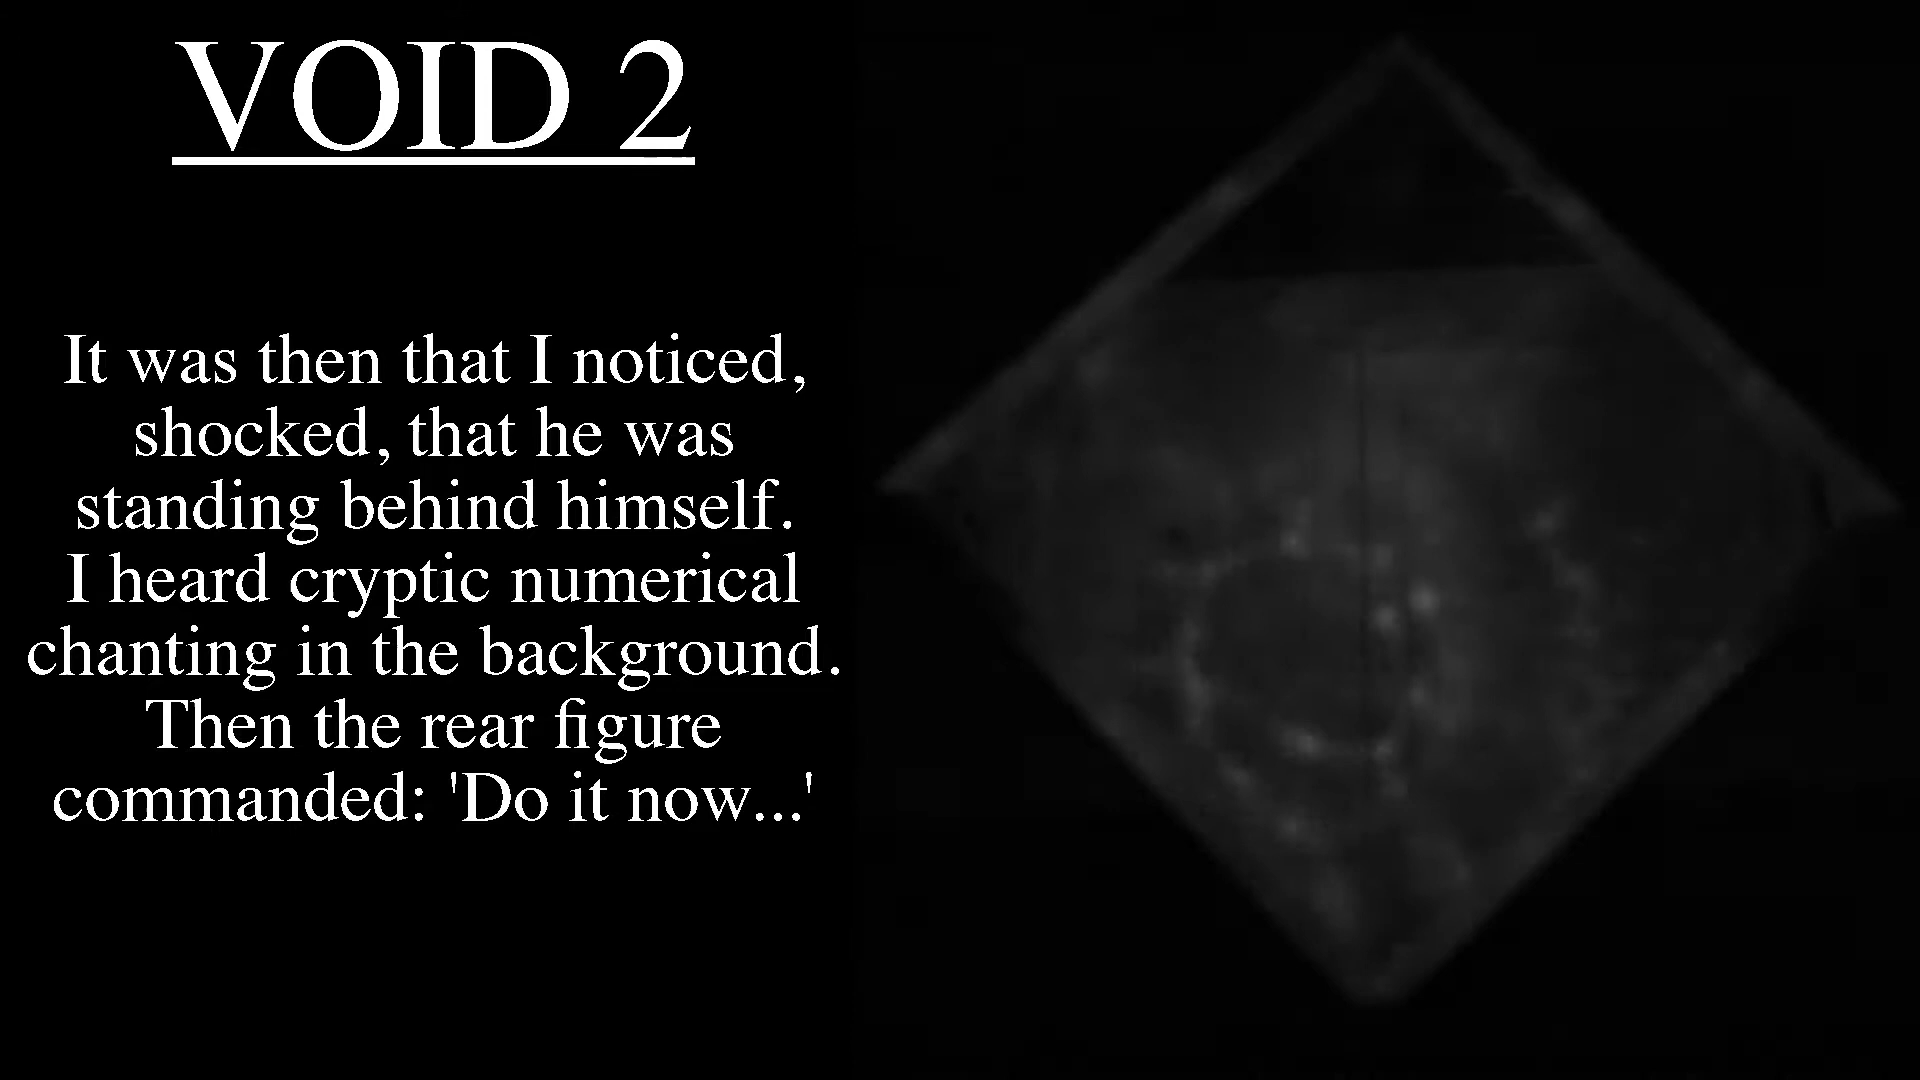 VOID 2
It was then that I noticed,
shocked, that he was
standing behind himself.
I heard cryptic numerical
chanting in the background.
Then the rear figure
commanded: 'Do it now...'